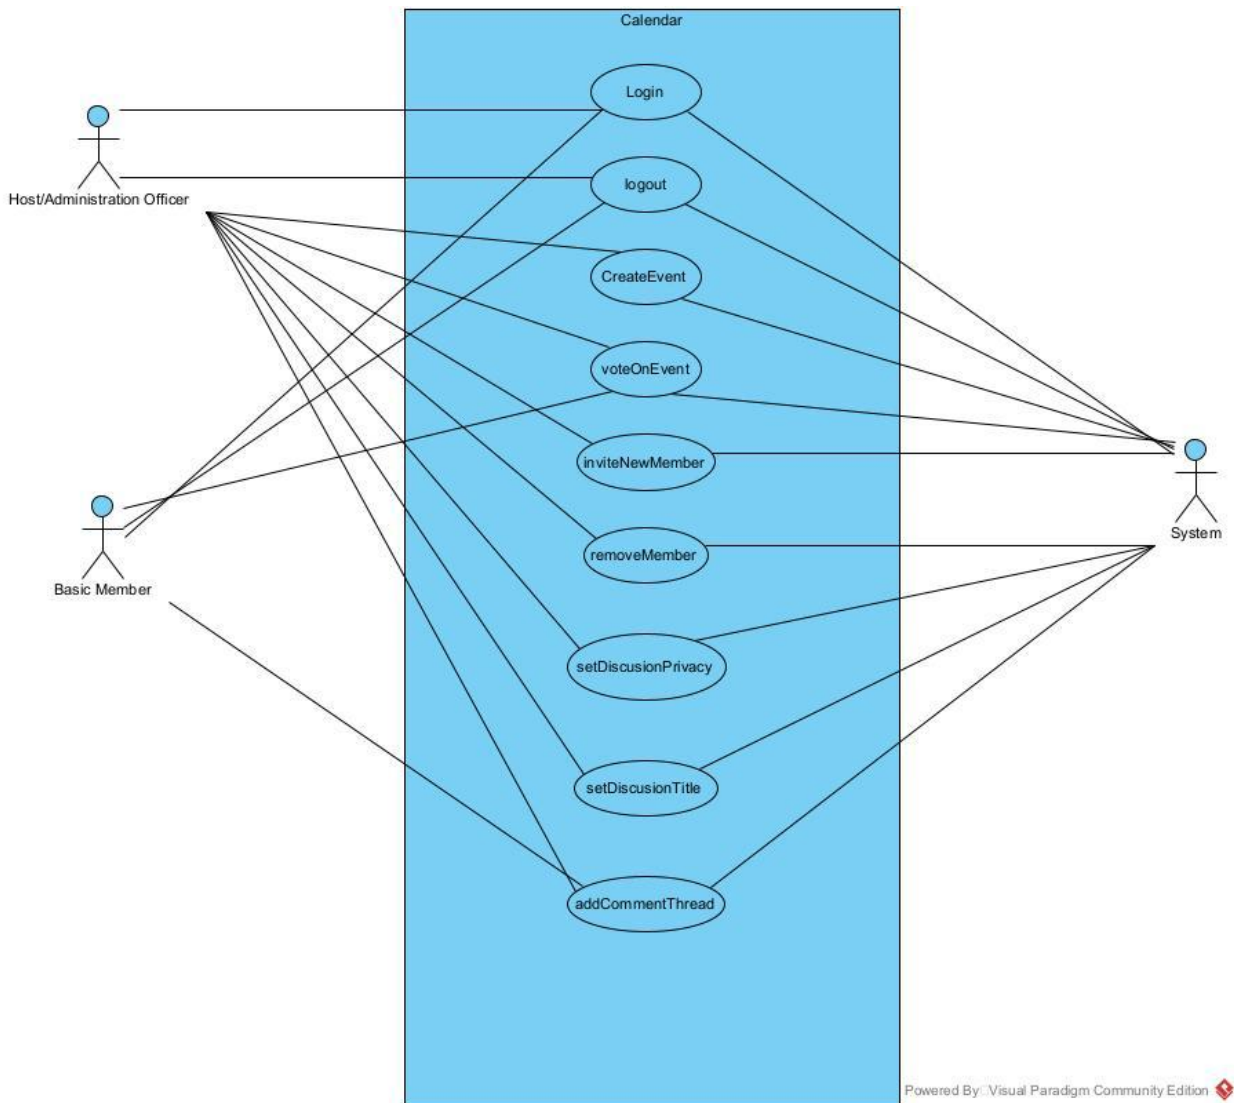 Calendar
Login
Host/Administration Officer
logout
CreateEvent
voteOnEvent
inviteNewMember
System
removeMember
Basic Member
setDiscusionPrivacy
setDiscusionTitle
addCommentThread
Powered By Visual Paradigm Community Edition